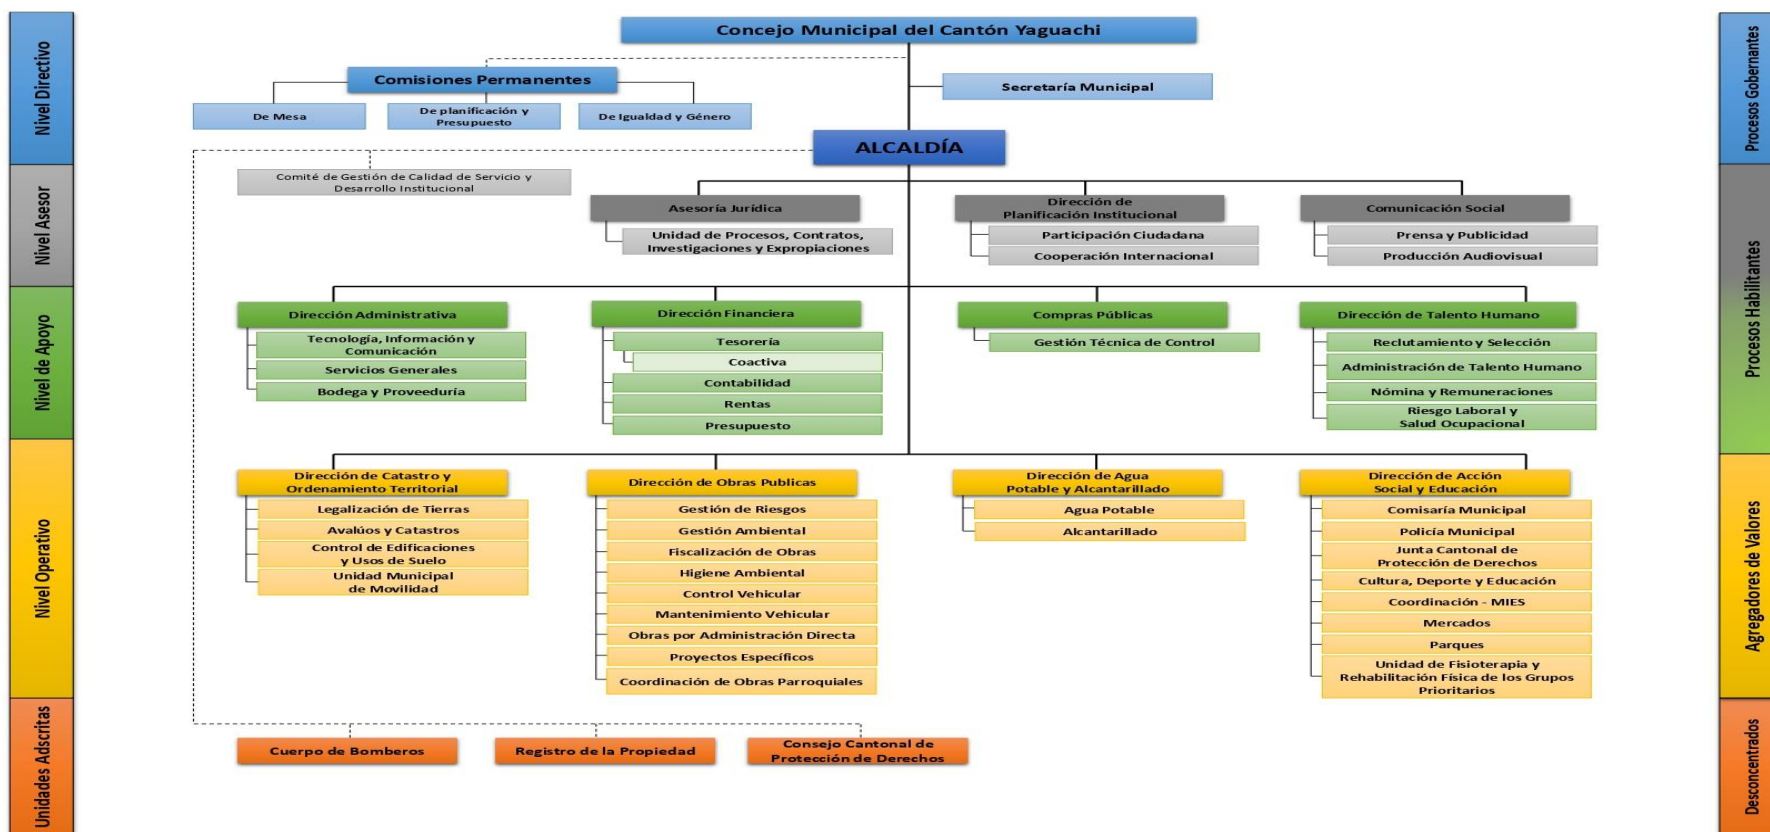 Nivel Directivo
Nivel Asesor
Nivel de Apoyo
Nivel Operativo
Unidades Adscritas
Concejo Municipal del Cantón Yaguachi
Comisiones Permanentes
De Mesa
De planificación y
Presupuesto
De Igualdad y Género
Secretaría Municipal
ALCALDÍA
Comité de Gestión de Calidad de Servicio y
Desarrollo Institucional
Asesoría Jurídica
Unidad de Procesos, Contratos,
Investigaciones y Expropiaciones
Dirección de
Planificación Institucional
Participación Ciudadana
Cooperación Internacional
Comunicación Social
Prensa y Publicidad
Producción Audiovisual
Dirección Administrativa
Tecnología, Información y
Comunicación
Servicios Generales
Bodega y Proveeduría
Dirección Financiera
Tesorería
Coactiva
Contabilidad
Rentas
Presupuesto
Compras Públicas
Gestión Técnica de Control
Dirección de Talento Humano
Reclutamiento y Selección
Administración de Talento Humano
Nómina y Remuneraciones
Riesgo Laboral y
Salud Ocupacional
Dirección de Catastro y
Ordenamiento Territorial
Legalización de Tierras
Avalúos y Catastros
Control de Edificaciones
y Usos de Suelo
Unidad Municipal
de Movilidad
Dirección de Obras Publicas
Gestión de Riesgos
Gestión Ambiental
Fiscalización de Obras
Higiene Ambiental
Control Vehicular
Mantenimiento Vehicular
Obras por Administración Directa
Proyectos Específicos
Coordinación de Obras Parroquiales
Dirección de Agua
Potable y Alcantarillado
Agua Potable
Alcantarillado
Dirección de Acción
Social y Educación
Comisaría Municipal
Policía Municipal
Junta Cantonal de
Protección de Derechos
Cultura, Deporte y Educación
Coordinación - MIES
Mercados
Parques
Unidad de Fisioterapia y
Rehabilitación Física de los Grupos
Prioritarios
Cuerpo de Bomberos
Registro de la Propiedad
Consejo Cantonal de
Protección de Derechos
Procesos Gobernantes
Procesos Habilitantes
Agregadores de Valores
Desconcentrados